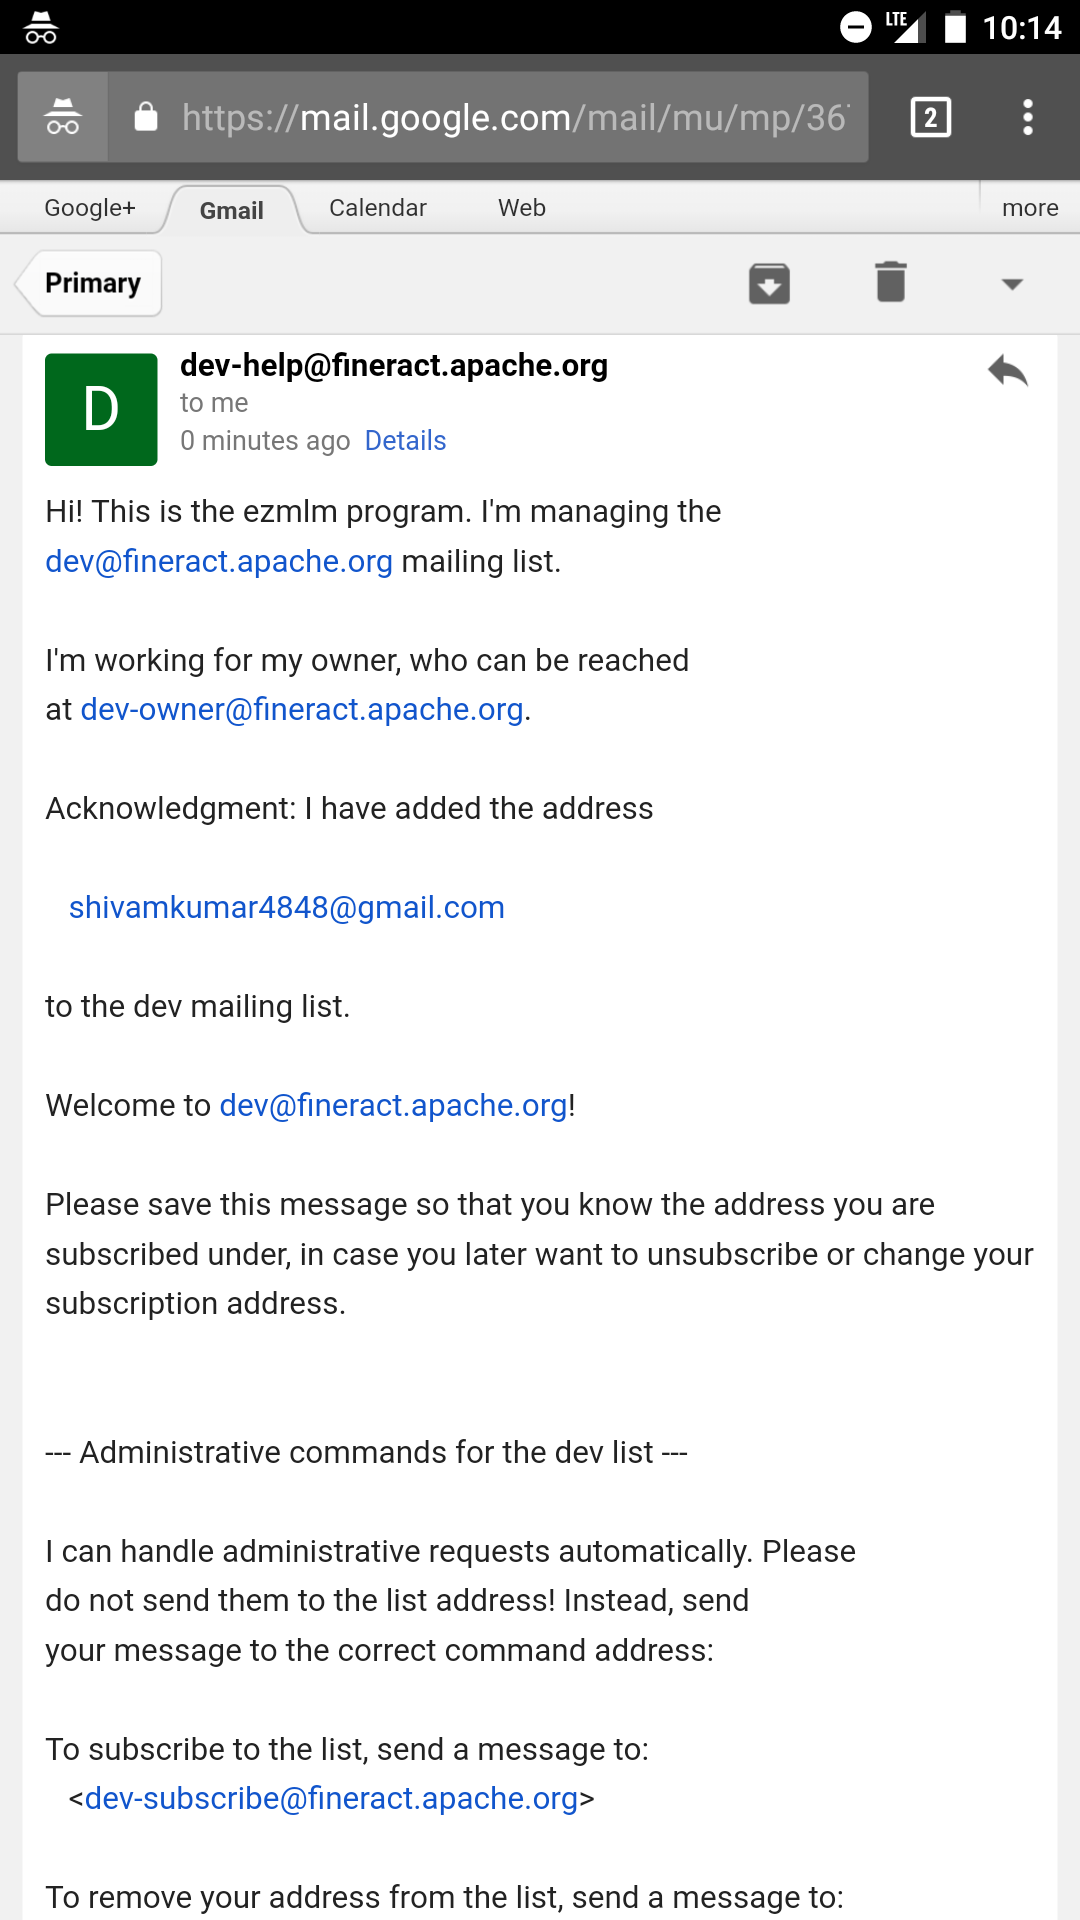 LTE 10:14
https://mail.google.com/mail/mu/mp/36 2
Google+ Gmail Calendar Web more
Primary
D
dev-help@fineract.apache.org
to me
0 minutes ago Details
Hi! This is the ezmlm program. I'm managing the
dev@fineract.apache.org mailing list.
I'm working for my owner, who can be reached
at dev-owner@fineract.apache.org.
Acknowledgment: I have added the address
shivamkumar4848@gmail.com
to the dev mailing list.
Welcome to dev@fineract.apache.org!
Please save this message so that you know the address you are
subscribed under, in case you later want to unsubscribe or change your
subscription address.
--- Administrative commands for the dev list ---
I can handle administrative requests automatically. Please
do not send them to the list address! Instead, send
your message to the correct command address:
To subscribe to the list, send a message to:
<dev-subscribe@fineract.apache.org>
To remove your address from the list, send a message to: